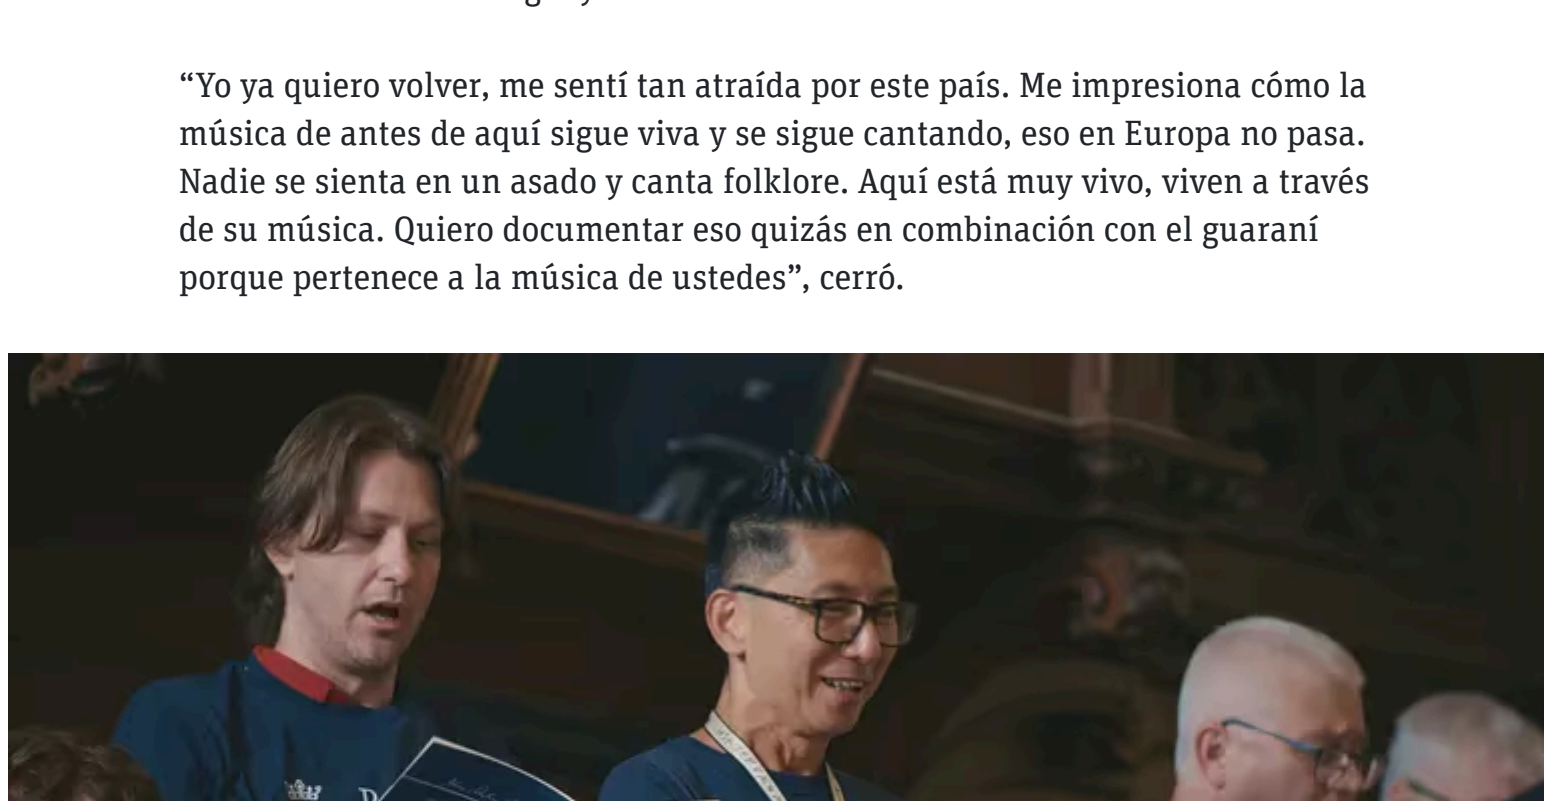 “Yo ya quiero volver, me sentí tan atraída por este país. Me impresiona cómo la
música de antes de aquí sigue viva y se sigue cantando, eso en Europa no pasa.
Nadie se sienta en un asado y canta folklore. Aquí está muy vivo, viven a través
de su música. Quiero documentar eso quizás en combinación con el guaraní
porque pertenece a la música de ustedes”, cerró.